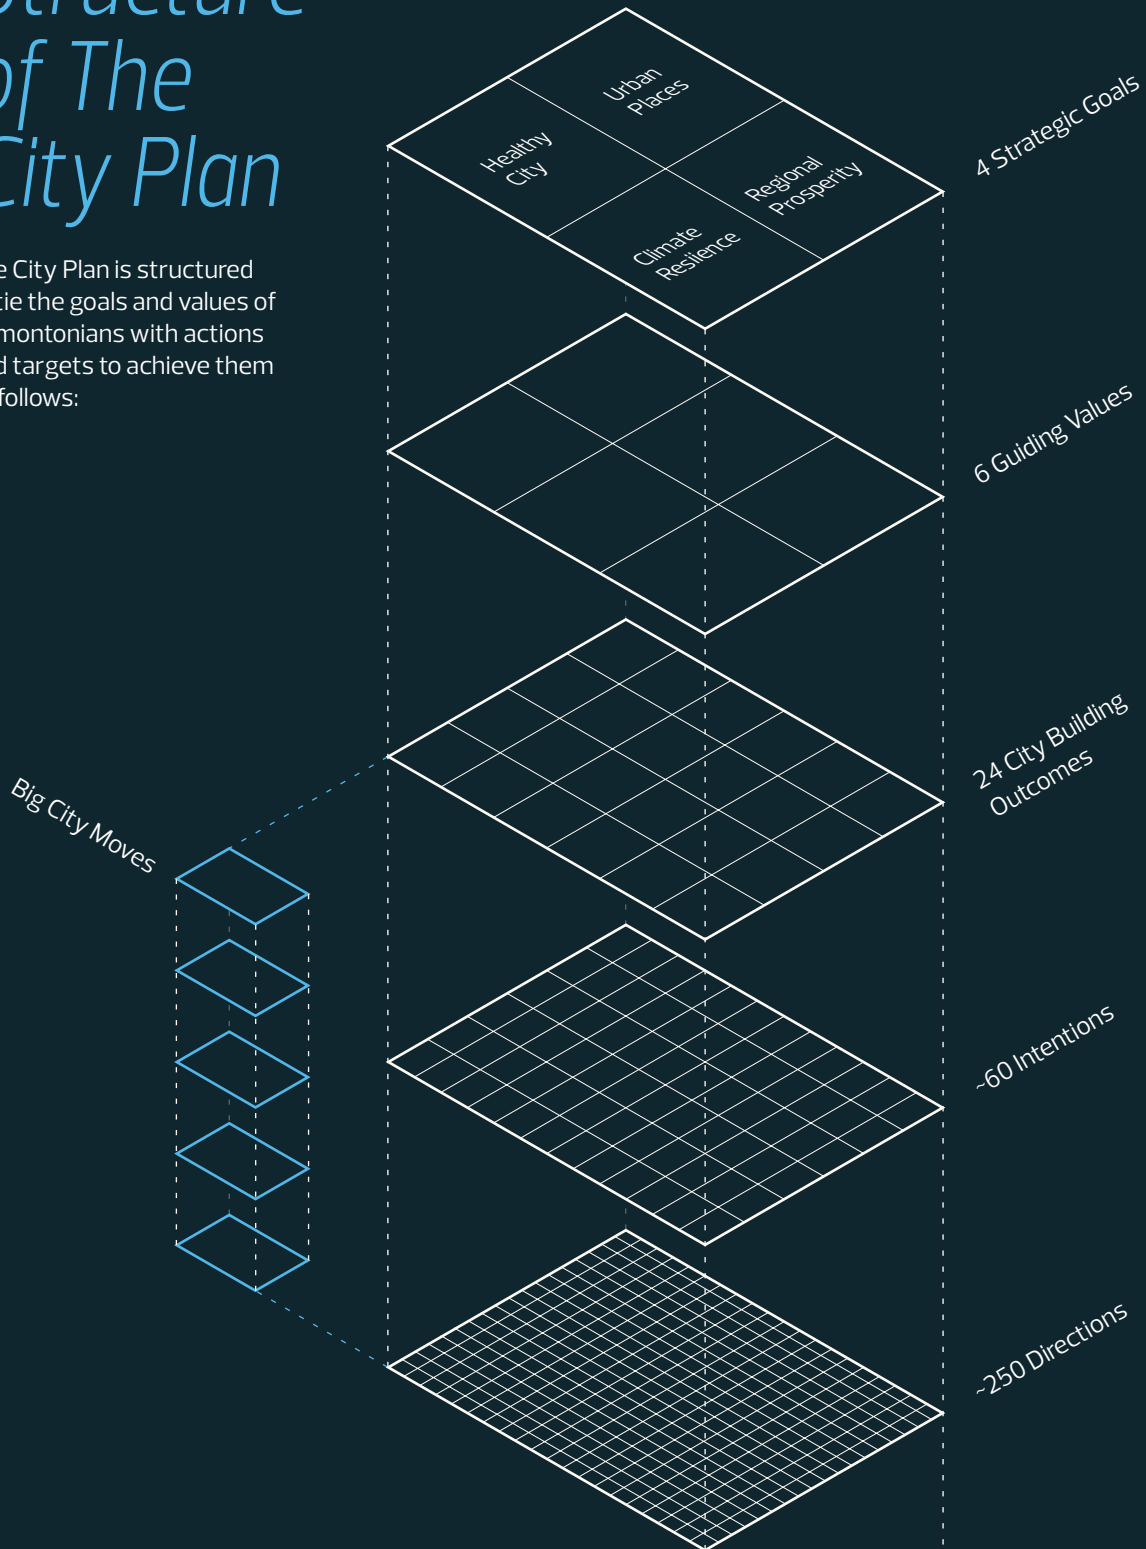 Structure
of The
City Plan
e City Plan is structured
tie the goals and values of
montonians with actions
d targets to achieve them
follows:
Urban
Places
Healthy
City
Regional
Prosperity
Climate
Resiience
4 Strategic Goals
6 Guiding Values
24 City Building
Outcomes
Big City Moves
~60 Intentions
~250 Directions